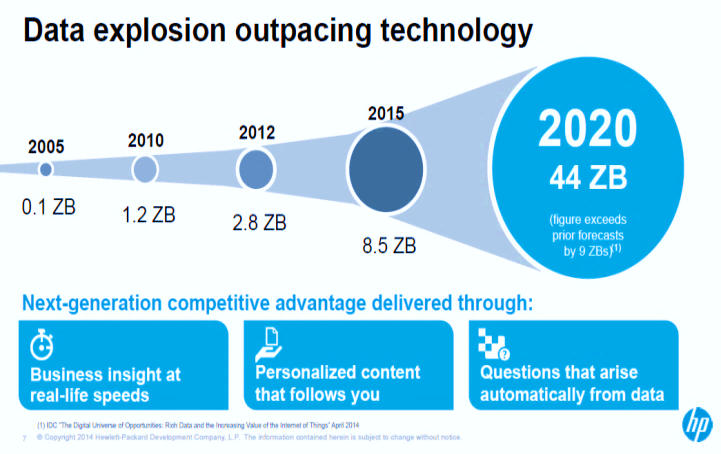 Data explosion outpacing technology
2005
2010
2012
2015
2020
0.1 ZB
1.2 ZB
2.8 ZB
8.5 ZB
44 ZB
(figure exceeds
prior forecasts
by 9 ZBs)(1)
Next-generation competitive advantage delivered through:
Business insight at
real-life speeds
Personalized content
that follows you
?
Questions that arise
automatically from data
(1) IDC "The Digital Universe of Opportunities: Rich Data and the Increasing Value of the Internet of Things" April 2014
7 © Copyright 2014 Hewlett-Packard Development Company, L.P. The information contained herein is subject to change without notice.
hp